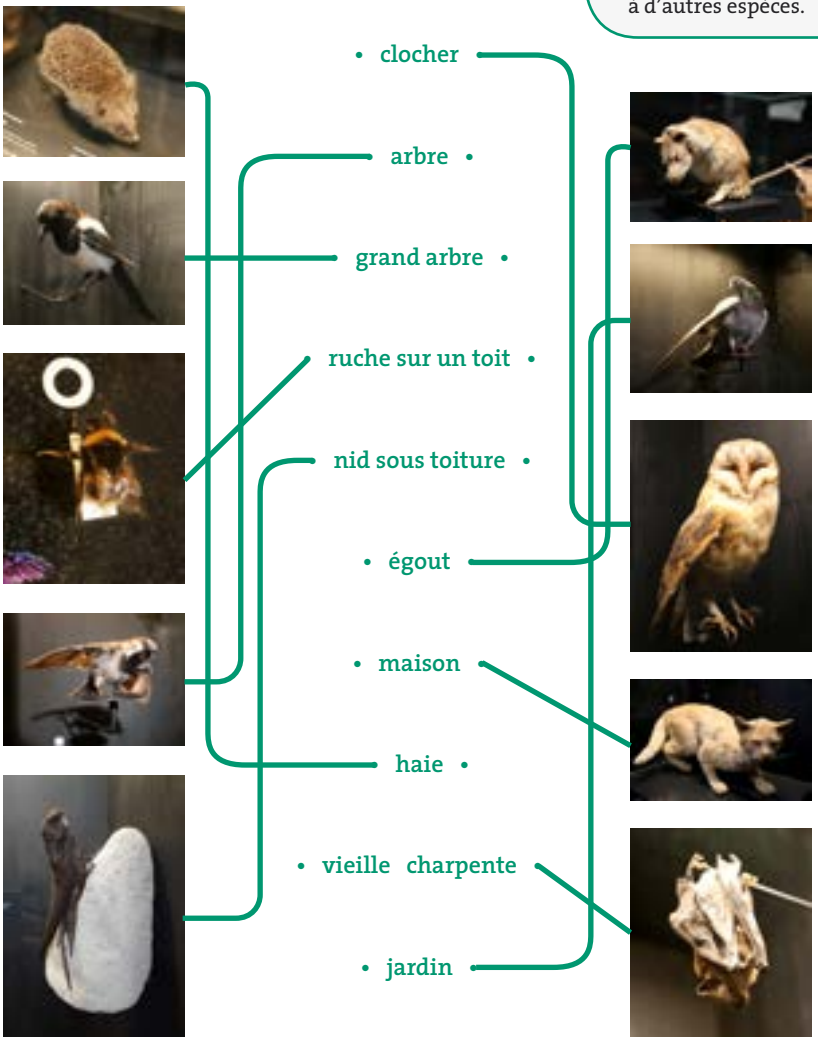 à d’autres espèces.
• clocher •
arbre •
grand arbre •
ruche sur un toit •
nid sous toiture •
• égout •
• maison •
haie •
• vieille charpente •
• jardin •